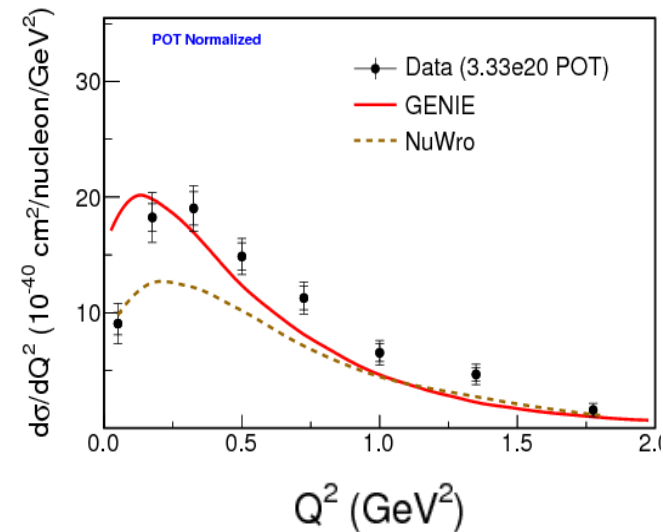 POT Normalized
Data (3.33e20 POT)
GENIE
NuWro
30
20
10
0.0 0.5 1.0 1.5 2.0
dσ/dQ² (10⁻⁴⁰ cm²/nucleon/GeV²)
Q² (GeV²)